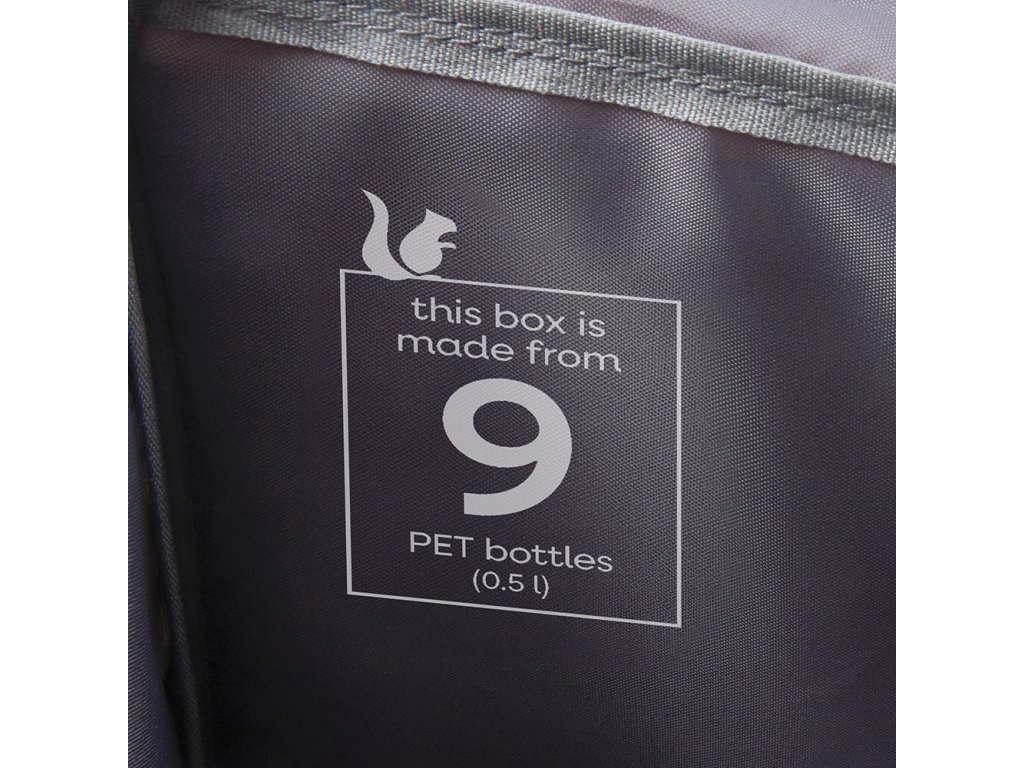 this box is
made from
9
PET bottles
(0.5 l)